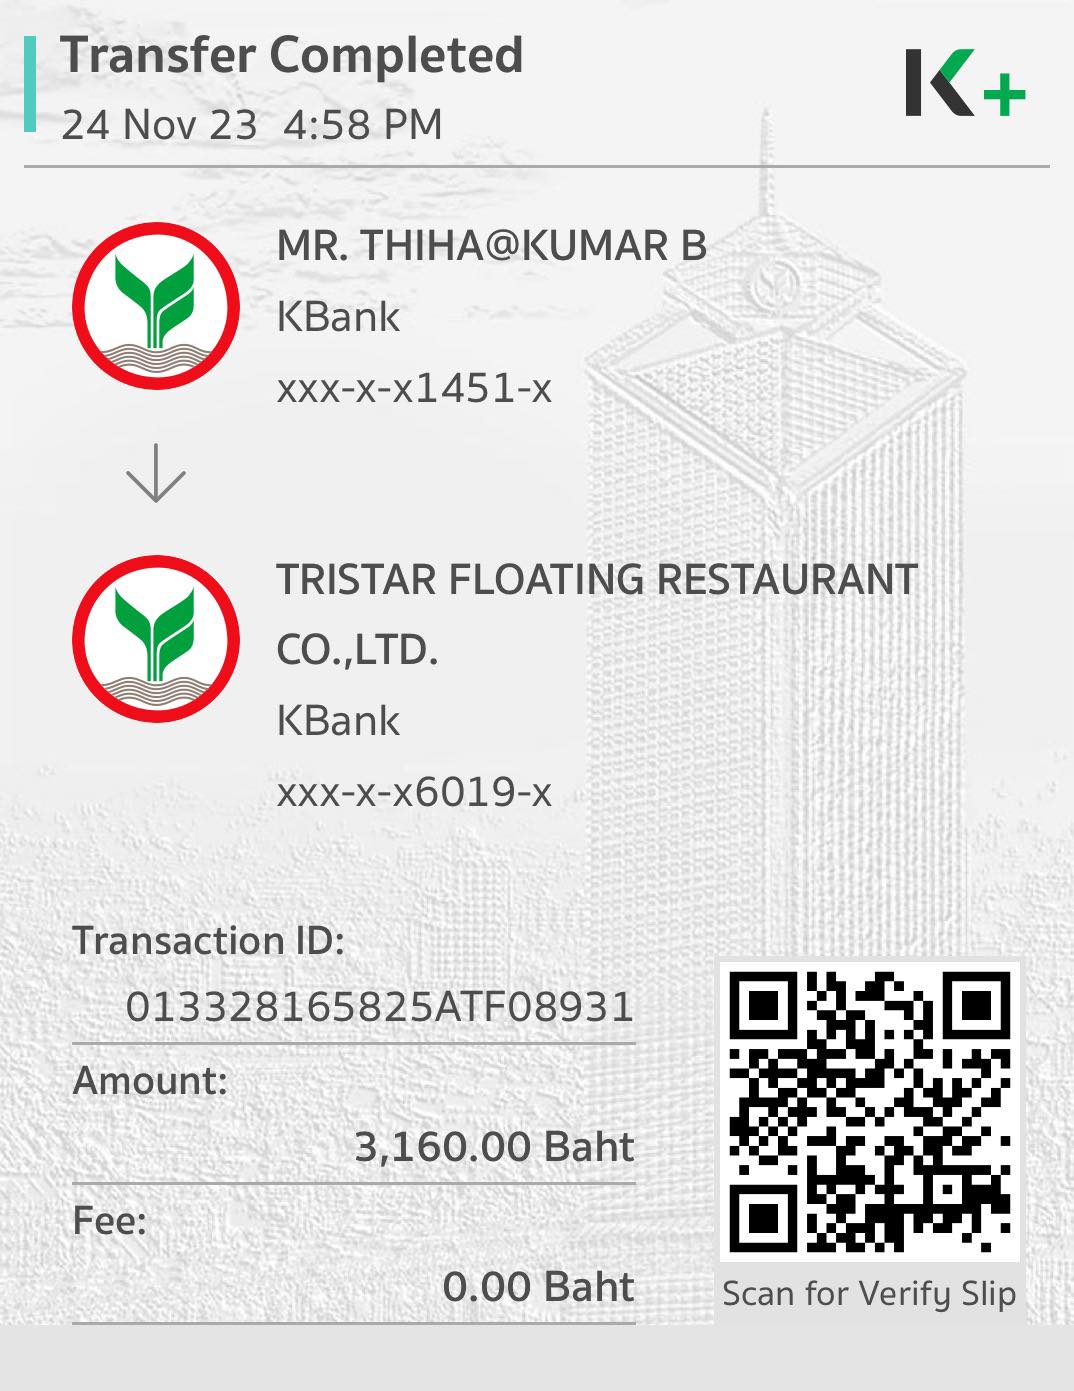 Transfer Completed
24 Nov 23 4:58 PM
K+
MR. THIHA@KUMAR B
KBank
xxx-x-x1451-x
TRISTAR FLOATING RESTAURANT
CO.,LTD.
KBank
xxx-x-x6019-x
Transaction ID:
013328165825ATF08931
Amount:
3,160.00 Baht
Fee:
0.00 Baht
Scan for Verify Slip